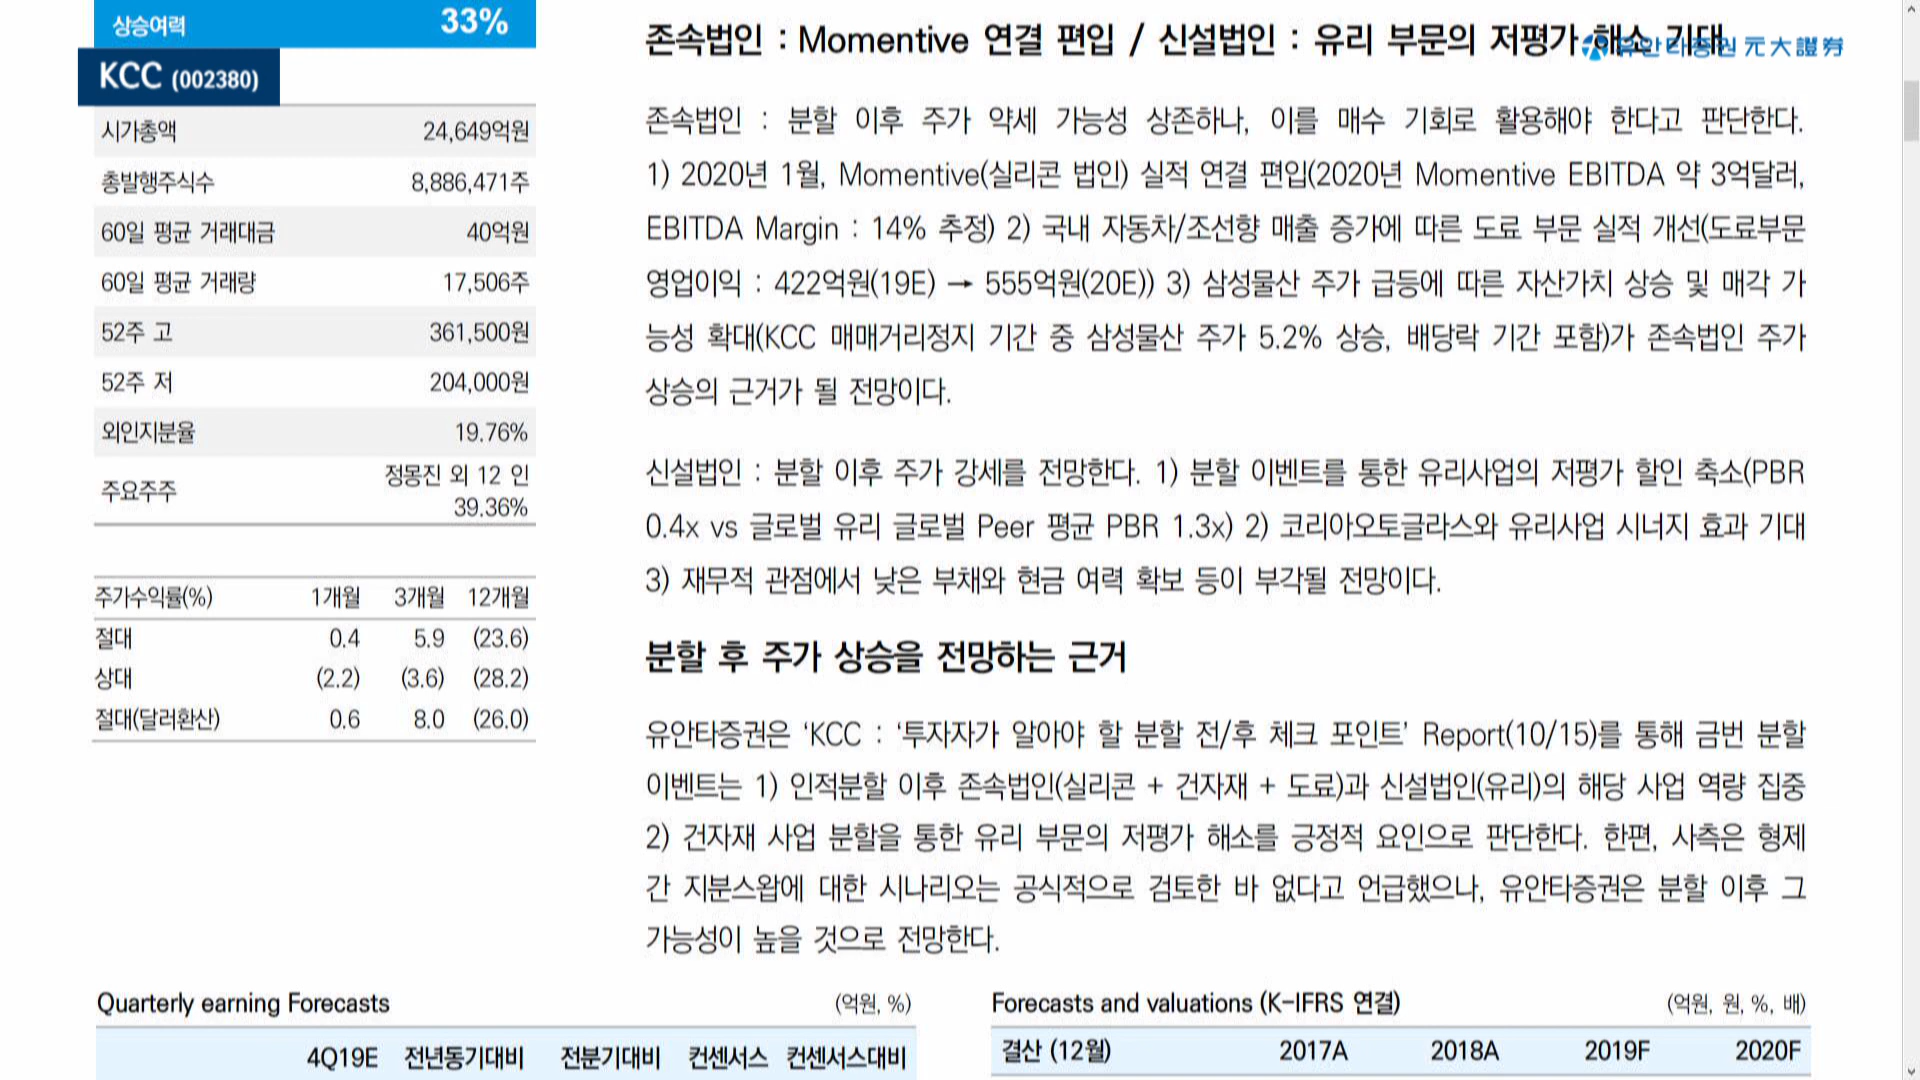 상승여력 33%
KCC (002380)
시가총액 24,649억원
총발행주식수 8,886,471주
60일 평균 거래대금 40억원
60일 평균 거래량 17,506주
52주 고 361,500원
52주 저 204,000원
외인지분율 19.76%
주요주주 정몽진 외 12 인
39.36%
주가수익률(%) 1개월 3개월 12개월
절대 0.4 5.9 (23.6)
상대 (2.2) (3.6) (28.2)
절대(달러환산) 0.6 8.0 (26.0)
존속법인 : Momentive 연결 편입 / 신설법인 : 유리 부문의 저평가 해소 기대
유안타증권 元大證券
존속법인 : 분할 이후 주가 약세 가능성 상존하나, 이를 매수 기회로 활용해야 한다고 판단한다.
1) 2020년 1월, Momentive(실리콘 법인) 실적 연결 편입(2020년 Momentive EBITDA 약 3억달러,
EBITDA Margin : 14% 추정) 2) 국내 자동차/조선향 매출 증가에 따른 도료 부문 실적 개선(도료부문
영업이익 : 422억원(19E) → 555억원(20E)) 3) 삼성물산 주가 급등에 따른 자산가치 상승 및 매각 가
능성 확대(KCC 매매거리정지 기간 중 삼성물산 주가 5.2% 상승, 배당락 기간 포함)가 존속법인 주가
상승의 근거가 될 전망이다.
신설법인 : 분할 이후 주가 강세를 전망한다. 1) 분할 이벤트를 통한 유리사업의 저평가 할인 축소(PBR
0.4x vs 글로벌 유리 글로벌 Peer 평균 PBR 1.3x) 2) 코리아오토글라스와 유리사업 시너지 효과 기대
3) 재무적 관점에서 낮은 부채와 현금 여력 확보 등이 부각될 전망이다.
분할 후 주가 상승을 전망하는 근거
유안타증권은 ‘KCC : ‘투자자가 알아야 할 분할 전/후 체크 포인트’ Report(10/15)를 통해 금번 분할
이벤트는 1) 인적분할 이후 존속법인(실리콘 + 건자재 + 도료)과 신설법인(유리)의 해당 사업 역량 집중
2) 건자재 사업 분할을 통한 유리 부문의 저평가 해소를 긍정적 요인으로 판단한다. 한편, 사측은 형제
간 지분스왑에 대한 시나리오는 공식적으로 검토한 바 없다고 언급했으나, 유안타증권은 분할 이후 그
가능성이 높을 것으로 전망한다.
Quarterly earning Forecasts (억원, %)
4Q19E 전년동기대비 전분기대비 컨센서스 컨센서스대비
Forecasts and valuations (K-IFRS 연결) (억원, 원, %, 배)
결산 (12월) 2017A 2018A 2019F 2020F